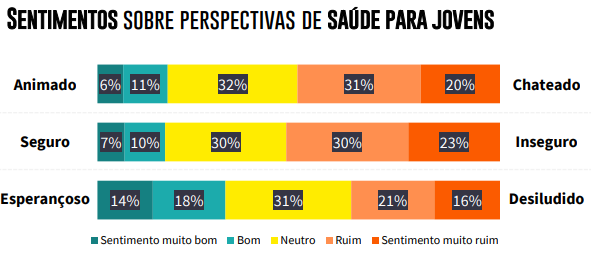 SENTIMENTOS SOBRE PERSPECTIVAS DE SAÚDE PARA JOVENS
Animado 6% 11% 32% 31% 20% Chateado
Seguro 7% 10% 30% 30% 23% Inseguro
Esperançoso 14% 18% 31% 21% 16% Desiludido
Sentimento muito bom Bom Neutro Ruim Sentimento muito ruim